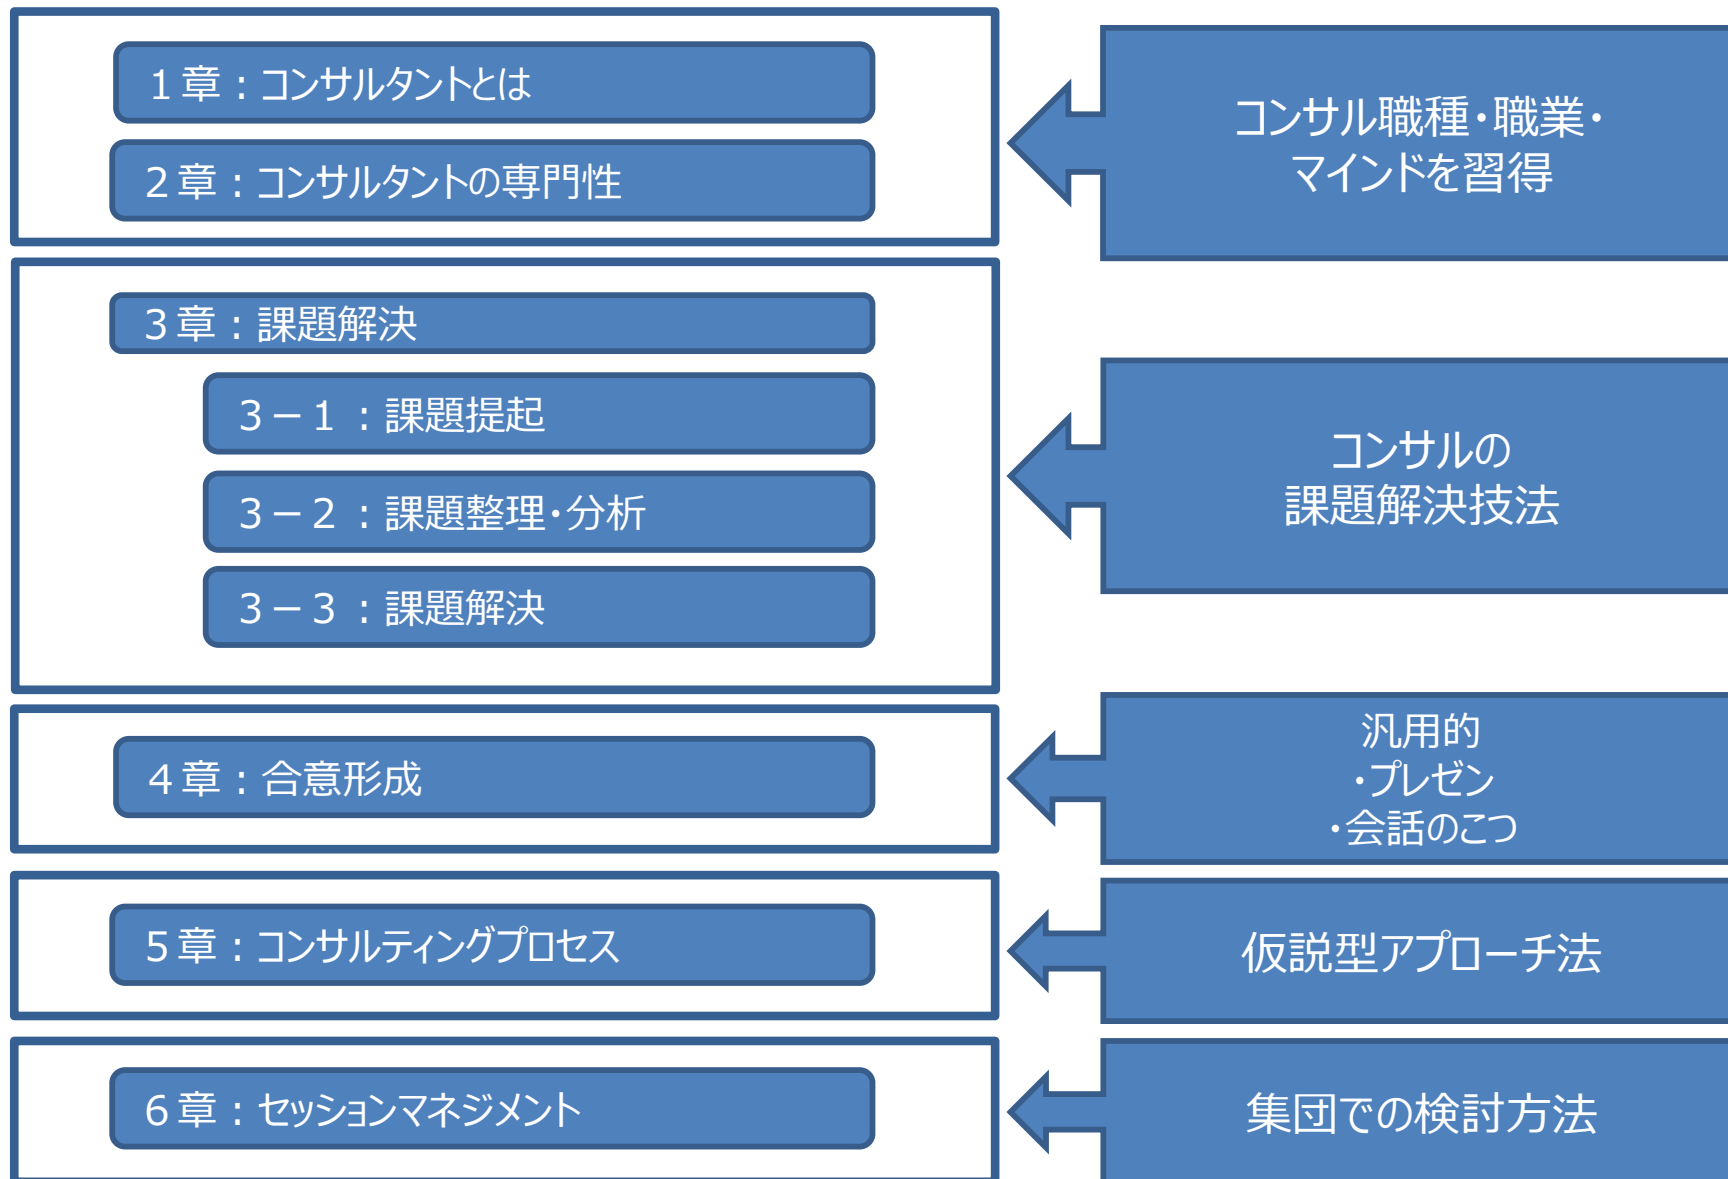 １章：コンサルタントとは
２章：コンサルタントの専門性
コンサル職種・職業・
マインドを習得
３章：課題解決
３－１：課題提起
３－２：課題整理・分析
３－３：課題解決
コンサルの
課題解決技法
４章：合意形成
汎用的
・プレゼン
・会話のこつ
５章：コンサルティングプロセス
仮説型アプローチ法
６章：セッションマネジメント
集団での検討方法